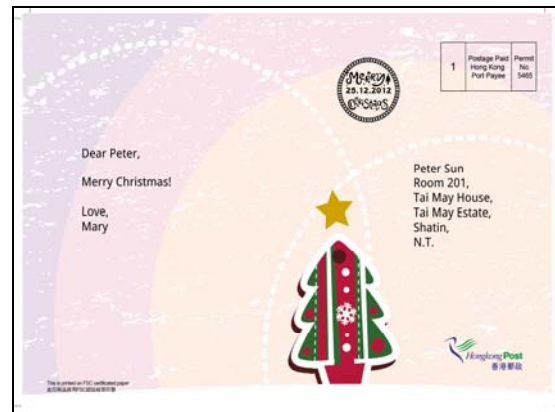 1
Postage Paid
Hong Kong
Port Payee
Permit
No
5465
MERRY
25.12.2012
CHRISTMAS
Dear Peter,
Merry Christmas!
Love,
Mary
Peter Sun
Room 201,
Tai May House,
Tai May Estate,
Shatin,
N.T.
Hongkong Post
香港郵政
This is printed on FSC certificated paper